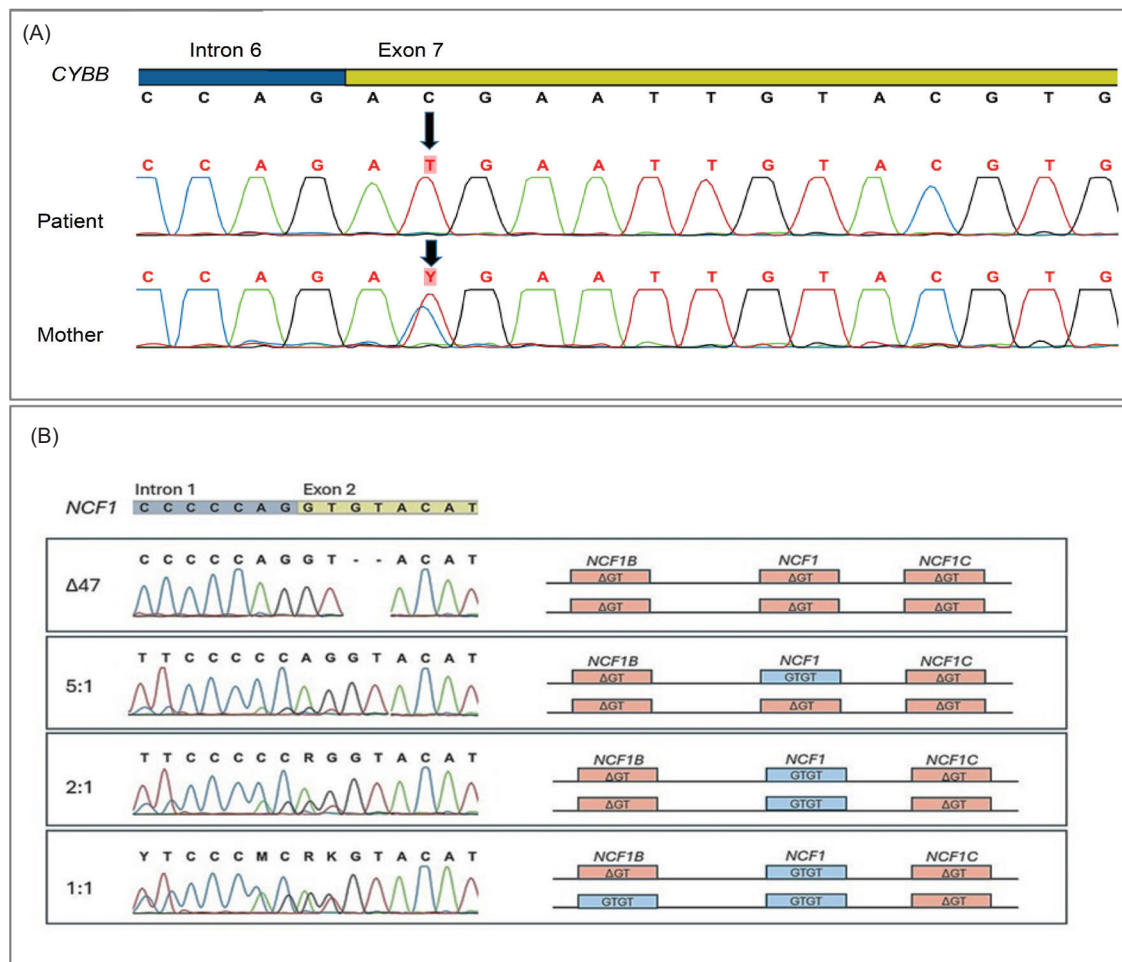 (A)
Intron 6 Exon 7
CYBB
C C A G A C G A A T T G T A C G T G
C C A G A T G A A T T G T A C G T G
Patient
C C A G A Y G A A T T G T A C G T G
Mother
(B)
Intron 1 Exon 2
NCF1 C C C C C A G G T G T A C A T
Δ47
C C C C C A G G T - - A C A T
NCF1B NCF1 NCF1C
ΔGT ΔGT ΔGT
ΔGT ΔGT ΔGT
5:1
T T C C C C C A G G T A C A T
NCF1B NCF1 NCF1C
ΔGT GTGT ΔGT
ΔGT ΔGT ΔGT
2:1
T T C C C C C R G G T A C A T
NCF1B NCF1 NCF1C
ΔGT GTGT ΔGT
ΔGT GTGT ΔGT
1:1
Y T C C C M C R K G T A C A T
NCF1B NCF1 NCF1C
ΔGT GTGT ΔGT
GTGT GTGT ΔGT